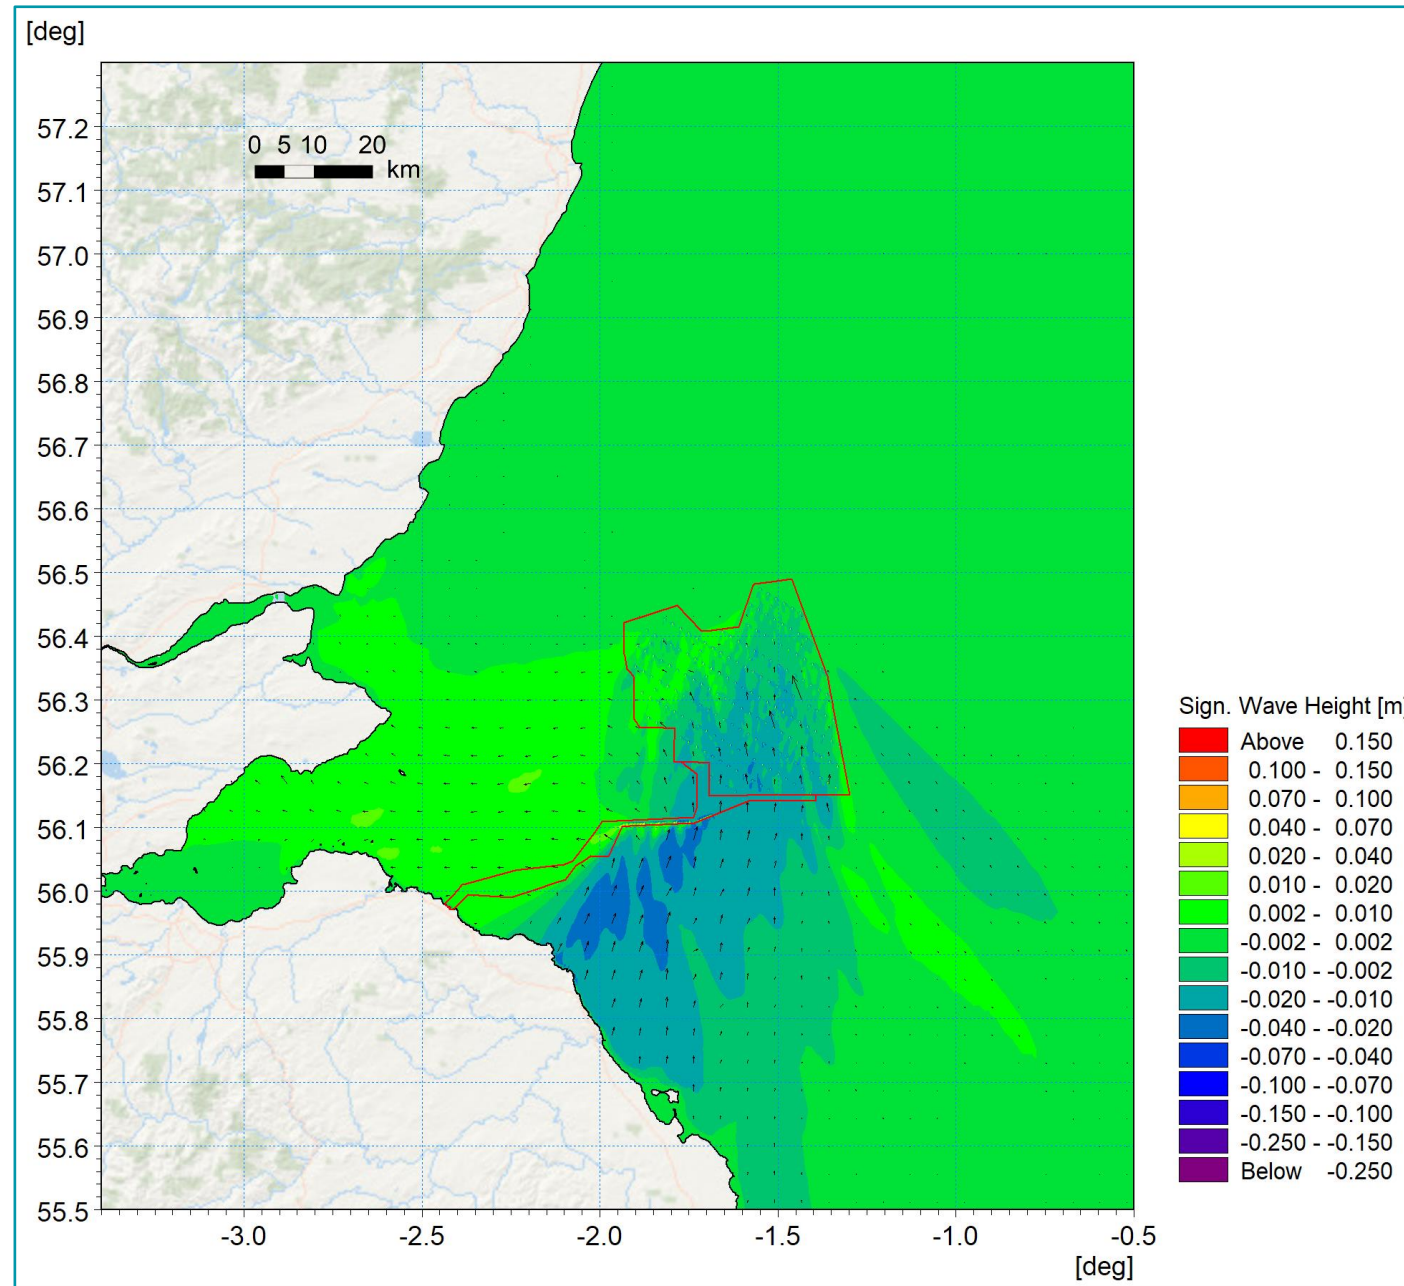 [deg]
0 5 10 20
km
57.2
57.1
57.0
56.9
56.8
56.7
56.6
56.5
56.4
56.3
56.2
56.1
56.0
55.9
55.8
55.7
55.6
55.5
-3.0 -2.5 -2.0 -1.5 -1.0 -0.5
[deg]
Sign. Wave Height [m]
Above 0.150
0.100 - 0.150
0.070 - 0.100
0.040 - 0.070
0.020 - 0.040
0.010 - 0.020
0.002 - 0.010
-0.002 - 0.002
-0.010 - -0.002
-0.020 - -0.010
-0.040 - -0.020
-0.070 - -0.040
-0.100 - -0.070
-0.150 - -0.100
-0.250 - -0.150
Below -0.250